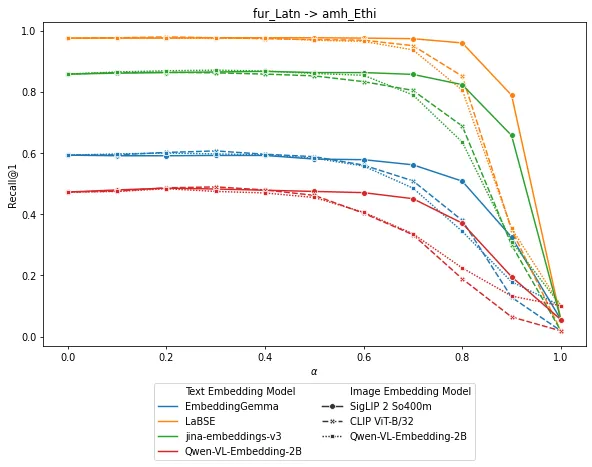 fur_Latn -> amh_Ethi
1.0
0.8
0.6
0.4
0.2
0.0
Recall@1
0.0 0.2 0.4 0.6 0.8 1.0
α
Text Embedding Model
EmbeddingGemma
LaBSE
jina-embeddings-v3
Qwen-VL-Embedding-2B
Image Embedding Model
SigLIP 2 So400m
CLIP ViT-B/32
Qwen-VL-Embedding-2B